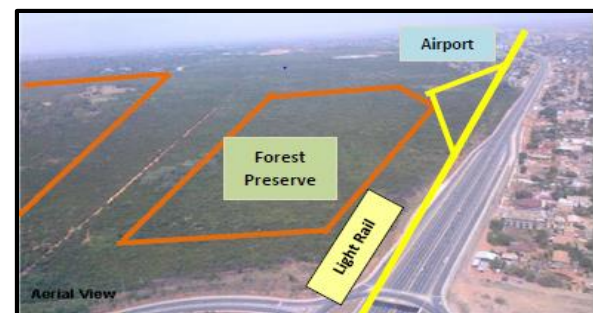 Airport
Forest
Preserve
Light Rail
Aerial View